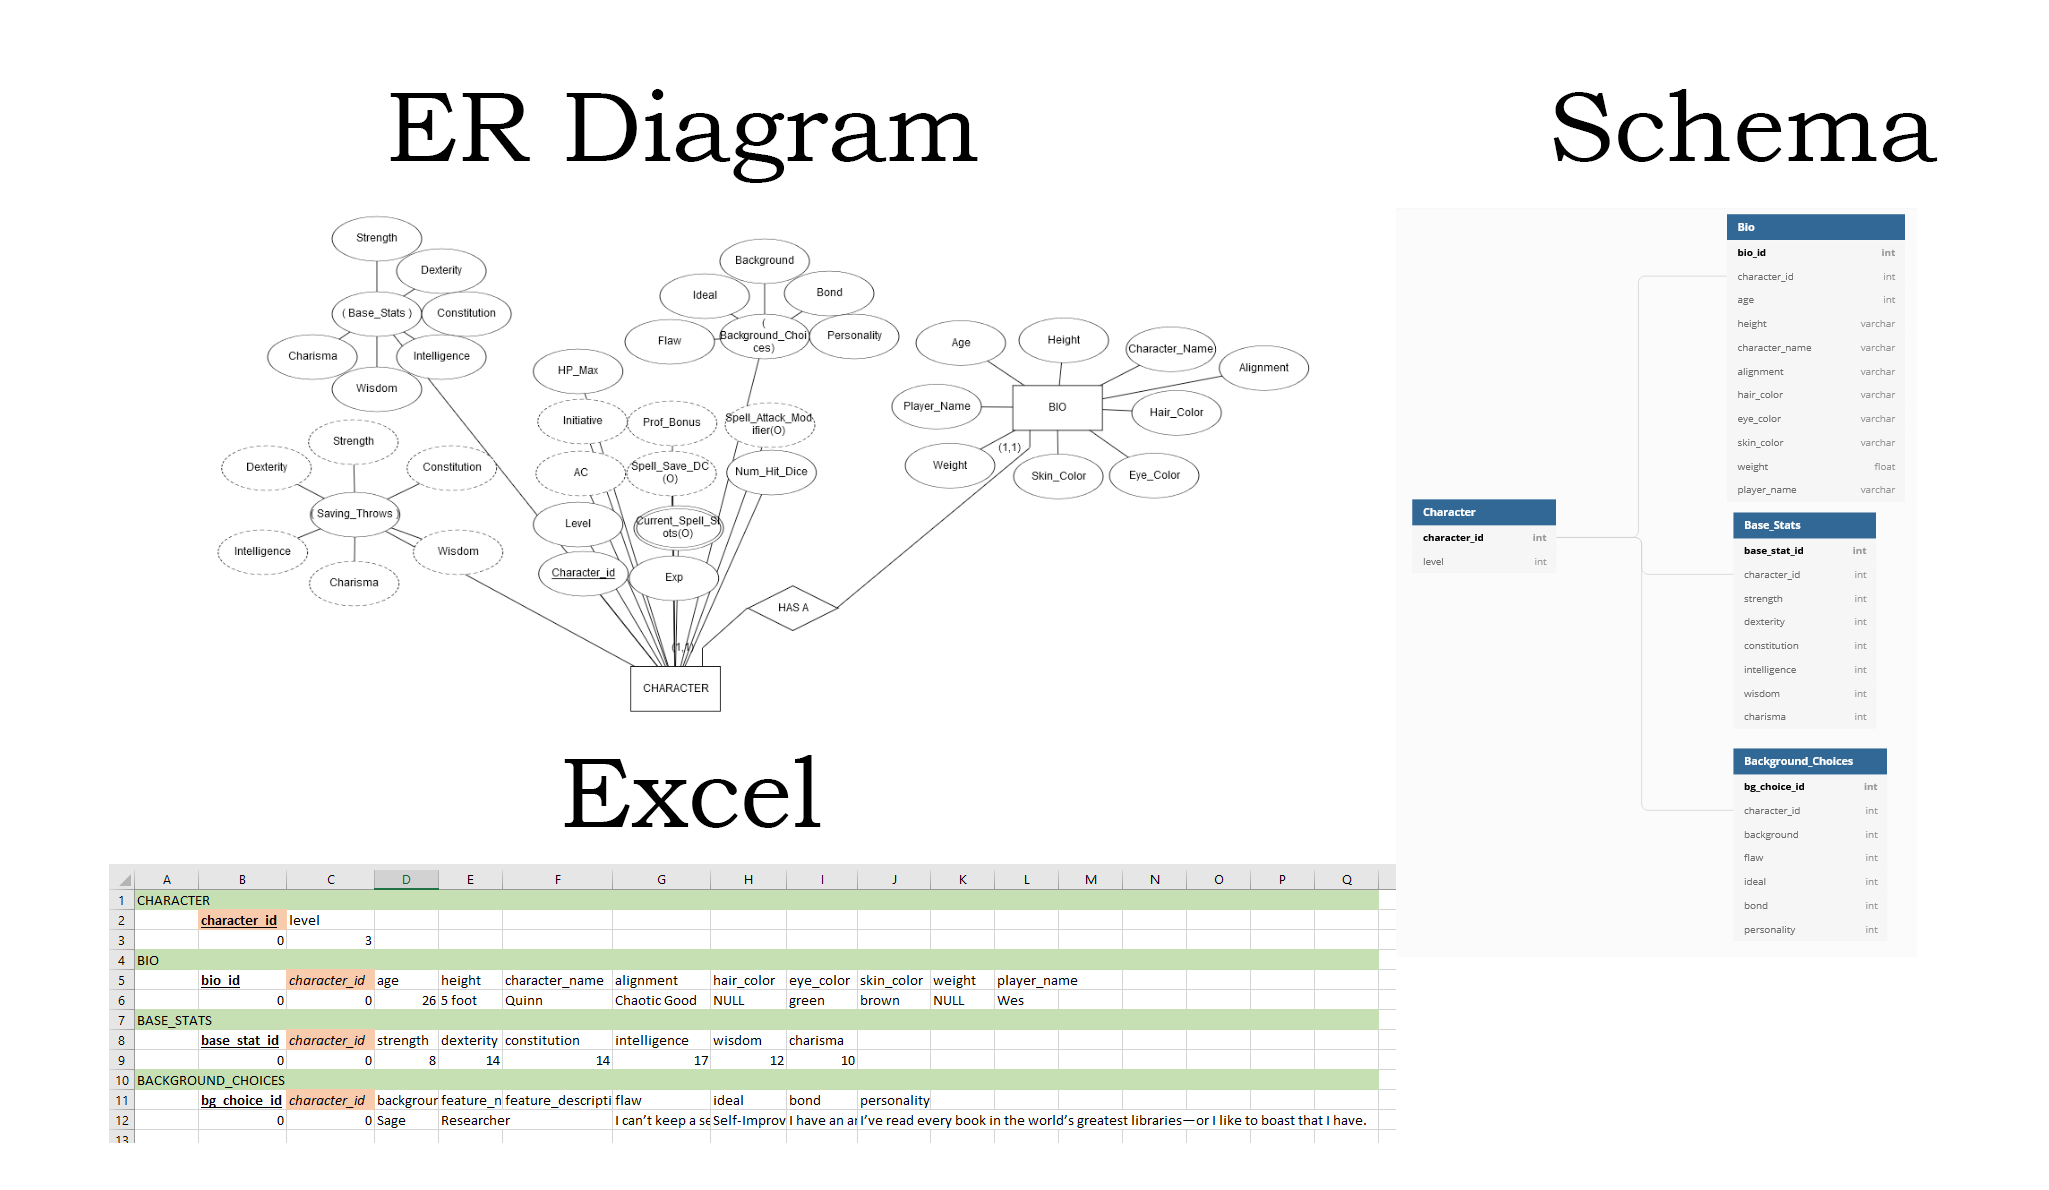 ER Diagram
Schema
Strength
Dexterity
( Base_Stats )
Constitution
Charisma
Intelligence
Wisdom
Strength
Dexterity
Constitution
( Saving_Throws )
Intelligence
Wisdom
Charisma
Background
Ideal
Bond
(
Background_Choi
ces)
Flaw
Personality
HP_Max
Initiative
Prof_Bonus
Spell_Attack_Mod
ifier(O)
AC
Spell_Save_DC
(O)
Num_Hit_Dice
Level
Current_Spell_Sl
ots(O)
Character_id
Exp
HAS A
(1,1)
CHARACTER
Age
Height
Character_Name
Alignment
Player_Name
BIO
Hair_Color
(1,1)
Weight
Skin_Color
Eye_Color
Bio
bio_id int
character_id int
age int
height varchar
character_name varchar
alignment varchar
hair_color varchar
eye_color varchar
skin_color varchar
weight float
player_name varchar
Character
character_id int
level int
Base_Stats
base_stat_id int
character_id int
strength int
dexterity int
constitution int
intelligence int
wisdom int
charisma int
Background_Choices
bg_choice_id int
character_id int
background int
flaw int
ideal int
bond int
personality int
Excel
A B C D E F G H I J K L M N O P Q
1 CHARACTER
2 character_id level
3 0 3
4 BIO
5 bio_id character_id age height character_name alignment hair_color eye_color skin_color weight player_name
6 0 0 26 5 foot Quinn Chaotic Good NULL green brown NULL Wes
7 BASE_STATS
8 base_stat_id character_id strength dexterity constitution intelligence wisdom charisma
9 0 0 8 14 14 17 12 10
10 BACKGROUND_CHOICES
11 bg_choice_id character_id backgrour feature_n feature_descripti flaw ideal bond personality
12 0 0 Sage Researcher I can't keep a se Self-Improv I have an ar I've read every book in the world's greatest libraries—or I like to boast that I have.
13